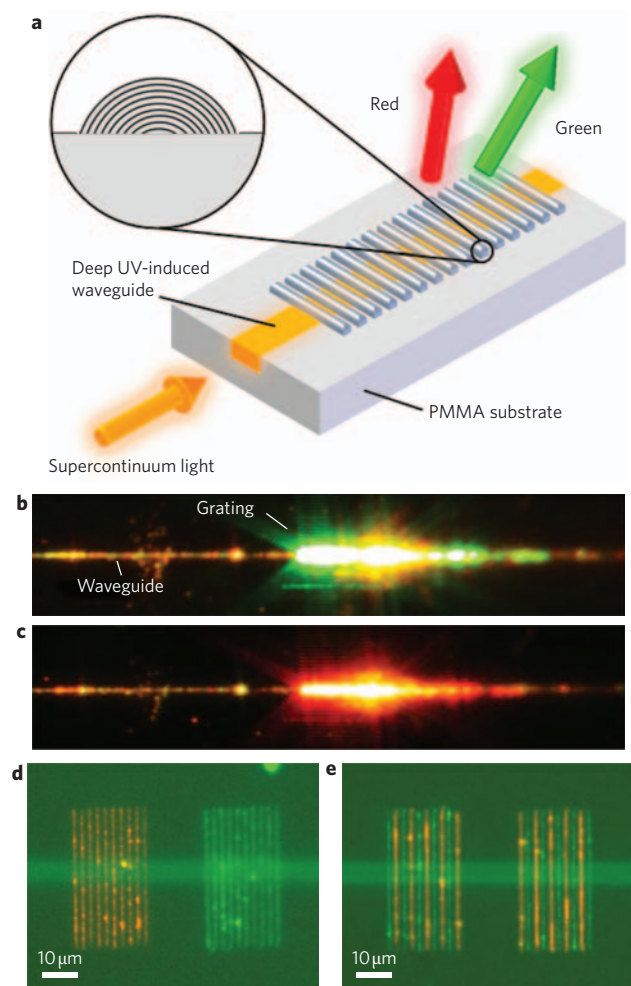 a
Red
Green
Deep UV-induced
waveguide
PMMA substrate
Supercontinuum light
b
Grating
Waveguide
c
d
e
10 µm
10 µm